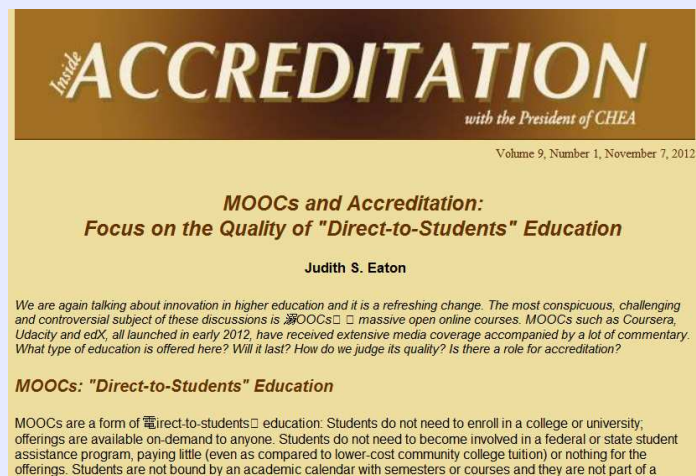 Inside ACCREDITATION
with the President of CHEA
Volume 9, Number 1, November 7, 2012
MOOCs and Accreditation:
Focus on the Quality of "Direct-to-Students" Education
Judith S. Eaton
We are again talking about innovation in higher education and it is a refreshing change. The most conspicuous, challenging
and controversial subject of these discussions is OOCs□ □ massive open online courses. MOOCs such as Coursera,
Udacity and edX, all launched in early 2012, have received extensive media coverage accompanied by a lot of commentary.
What type of education is offered here? Will it last? How do we judge its quality? Is there a role for accreditation?
MOOCs: "Direct-to-Students" Education
MOOCs are a form of 電irect-to-students□ education: Students do not need to enroll in a college or university;
offerings are available on-demand to anyone. Students do not need to become involved in a federal or state student
assistance program, paying little (even as compared to lower-cost community college tuition) or nothing for the
offerings. Students are not bound by an academic calendar with semesters or courses and they are not part of a